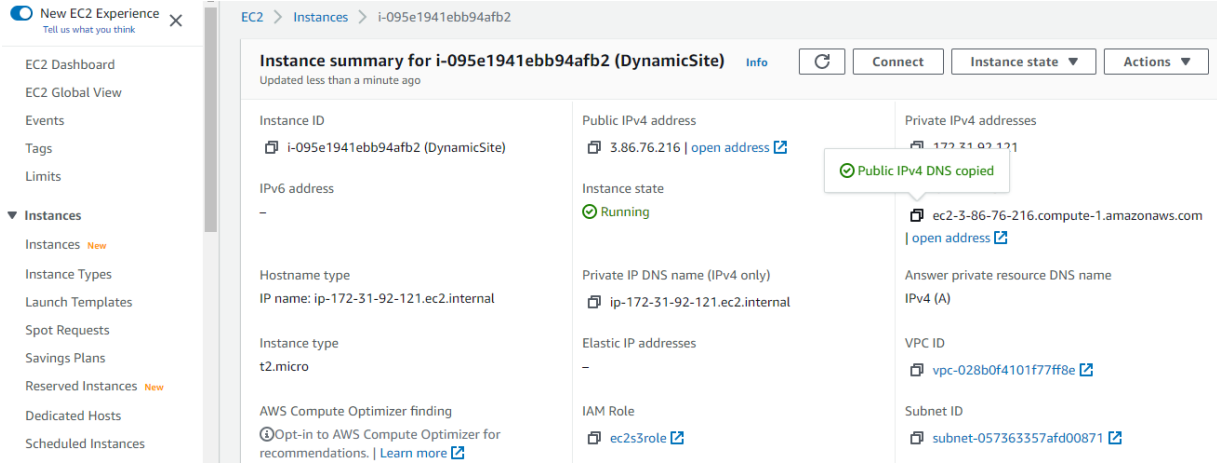 New EC2 Experience
Tell us what you think
EC2 Dashboard
EC2 Global View
Events
Tags
Limits
Instances
Instances New
Instance Types
Launch Templates
Spot Requests
Savings Plans
Reserved Instances New
Dedicated Hosts
Scheduled Instances
EC2 > Instances > i-095e1941ebb94afb2
Instance summary for i-095e1941ebb94afb2 (DynamicSite) Info
Updated less than a minute ago
Connect
Instance state
Actions
Instance ID
i-095e1941ebb94afb2 (DynamicSite)
Public IPv4 address
3.86.76.216 | open address
Private IPv4 addresses
172.31.92.121
Public IPv4 DNS copied
IPv6 address
–
Instance state
Running
ec2-3-86-76-216.compute-1.amazonaws.com
| open address
Hostname type
IP name: ip-172-31-92-121.ec2.internal
Private IP DNS name (IPv4 only)
ip-172-31-92-121.ec2.internal
Answer private resource DNS name
IPv4 (A)
Instance type
t2.micro
Elastic IP addresses
–
VPC ID
vpc-028b0f4101f77ff8e
AWS Compute Optimizer finding
Opt-in to AWS Compute Optimizer for
recommendations. | Learn more
IAM Role
ec2s3role
Subnet ID
subnet-057363357afd00871